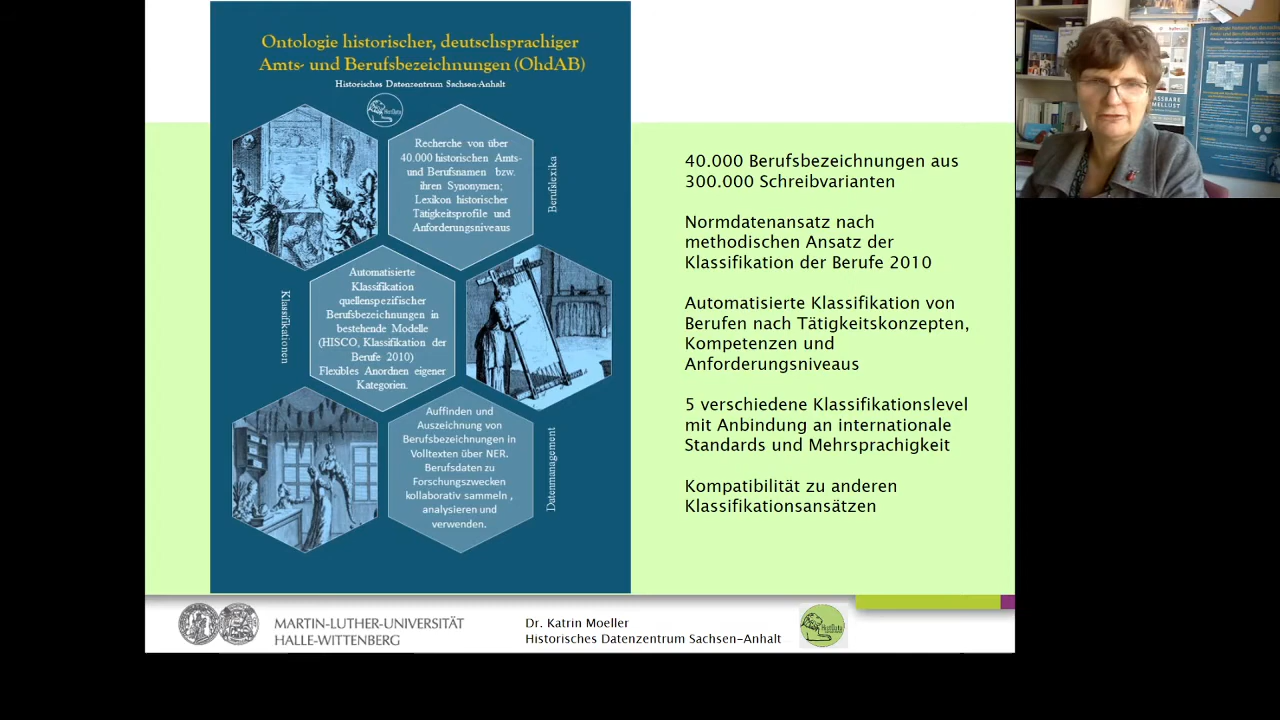 Ontologie historischer, deutschsprachiger
Amts- und Berufsbezeichnungen (OhdAB)
Historisches Datenzentrum Sachsen-Anhalt
Recherche von über
40.000 historischen Amts-
und Berufsnamen bzw.
ihren Synonymen;
Lexikon historischer
Tätigkeitsprofile und
Anforderungsniveaus
Berufslexika
Automatisierte
Klassifikation
quellenspezifischer
Berufsbezeichnungen in
bestehende Modelle
(HISCO, Klassifikation der
Berufe 2010)
Flexibles Anordnen eigener
Kategorien.
Klassifikationen
Auffinden und
Auszeichnung von
Berufsbezeichnungen in
Volltexten über NER.
Berufsdaten zu
Forschungszwecken
kollaborativ sammeln ,
analysieren und
verwenden.
Datenmanagement
40.000 Berufsbezeichnungen aus
300.000 Schreibvarianten
Normdatenansatz nach
methodischen Ansatz der
Klassifikation der Berufe 2010
Automatisierte Klassifikation von
Berufen nach Tätigkeitskonzepten,
Kompetenzen und
Anforderungsniveaus
5 verschiedene Klassifikationslevel
mit Anbindung an internationale
Standards und Mehrsprachigkeit
Kompatibilität zu anderen
Klassifikationsansätzen
MARTIN-LUTHER-UNIVERSITÄT
HALLE-WITTENBERG
Dr. Katrin Moeller
Historisches Datenzentrum Sachsen-Anhalt